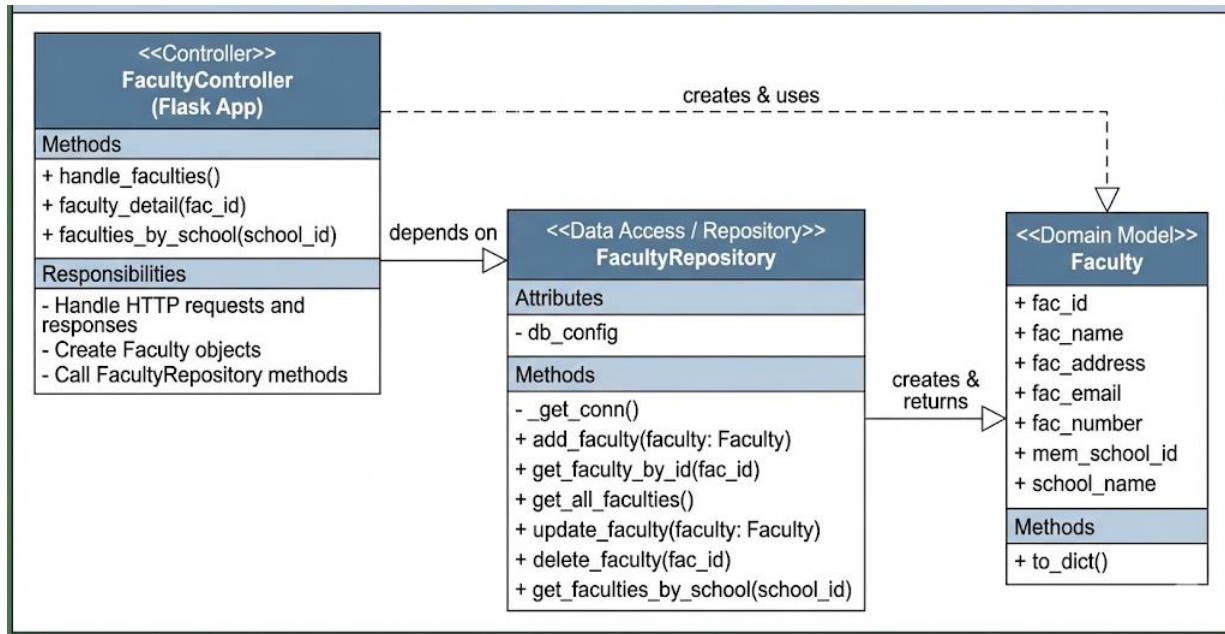 <<Controller>>
FacultyController
(Flask App)
Methods
+ handle_faculties()
+ faculty_detail(fac_id)
+ faculties_by_school(school_id)
Responsibilities
- Handle HTTP requests and
responses
- Create Faculty objects
- Call FacultyRepository methods
creates & uses
depends on
<<Data Access / Repository>>
FacultyRepository
Attributes
- db_config
Methods
- _get_conn()
+ add_faculty(faculty: Faculty)
+ get_faculty_by_id(fac_id)
+ get_all_faculties()
+ update_faculty(faculty: Faculty)
+ delete_faculty(fac_id)
+ get_faculties_by_school(school_id)
creates &
returns
<<Domain Model>>
Faculty
+ fac_id
+ fac_name
+ fac_address
+ fac_email
+ fac_number
+ mem_school_id
+ school_name
Methods
+ to_dict()